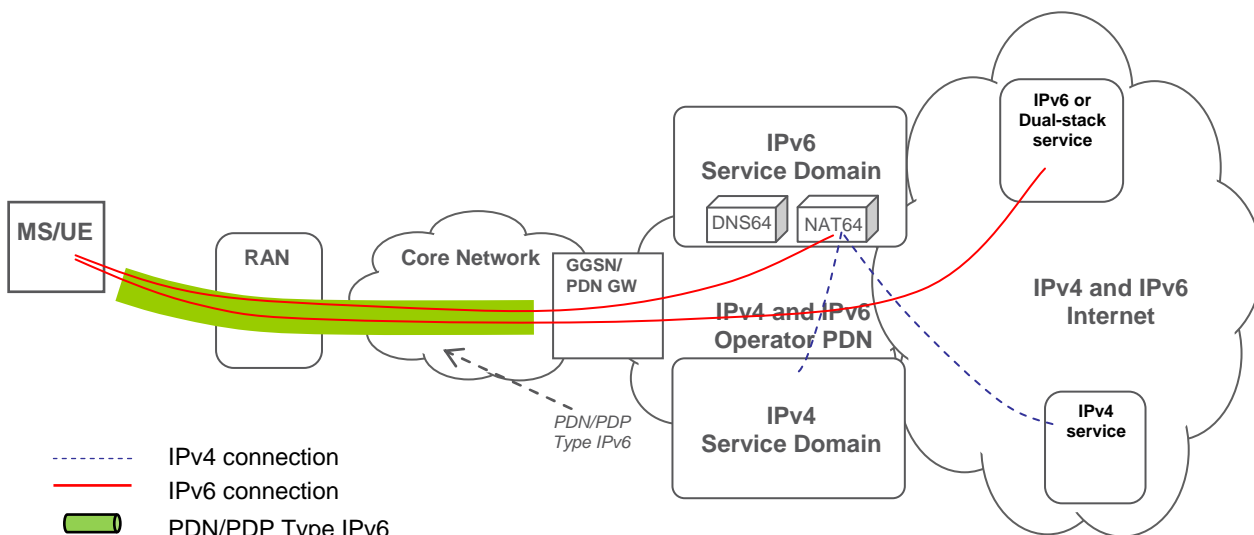 MS/UE
RAN
Core Network
GGSN/
PDN GW
IPv6
Service Domain
DNS64
NAT64
IPv4 and IPv6
Operator PDN
IPv4
Service Domain
IPv6 or
Dual-stack
service
IPv4 and IPv6
Internet
IPv4
service
PDN/PDP
Type IPv6
IPv4 connection
IPv6 connection
PDN/PDP Type IPv6